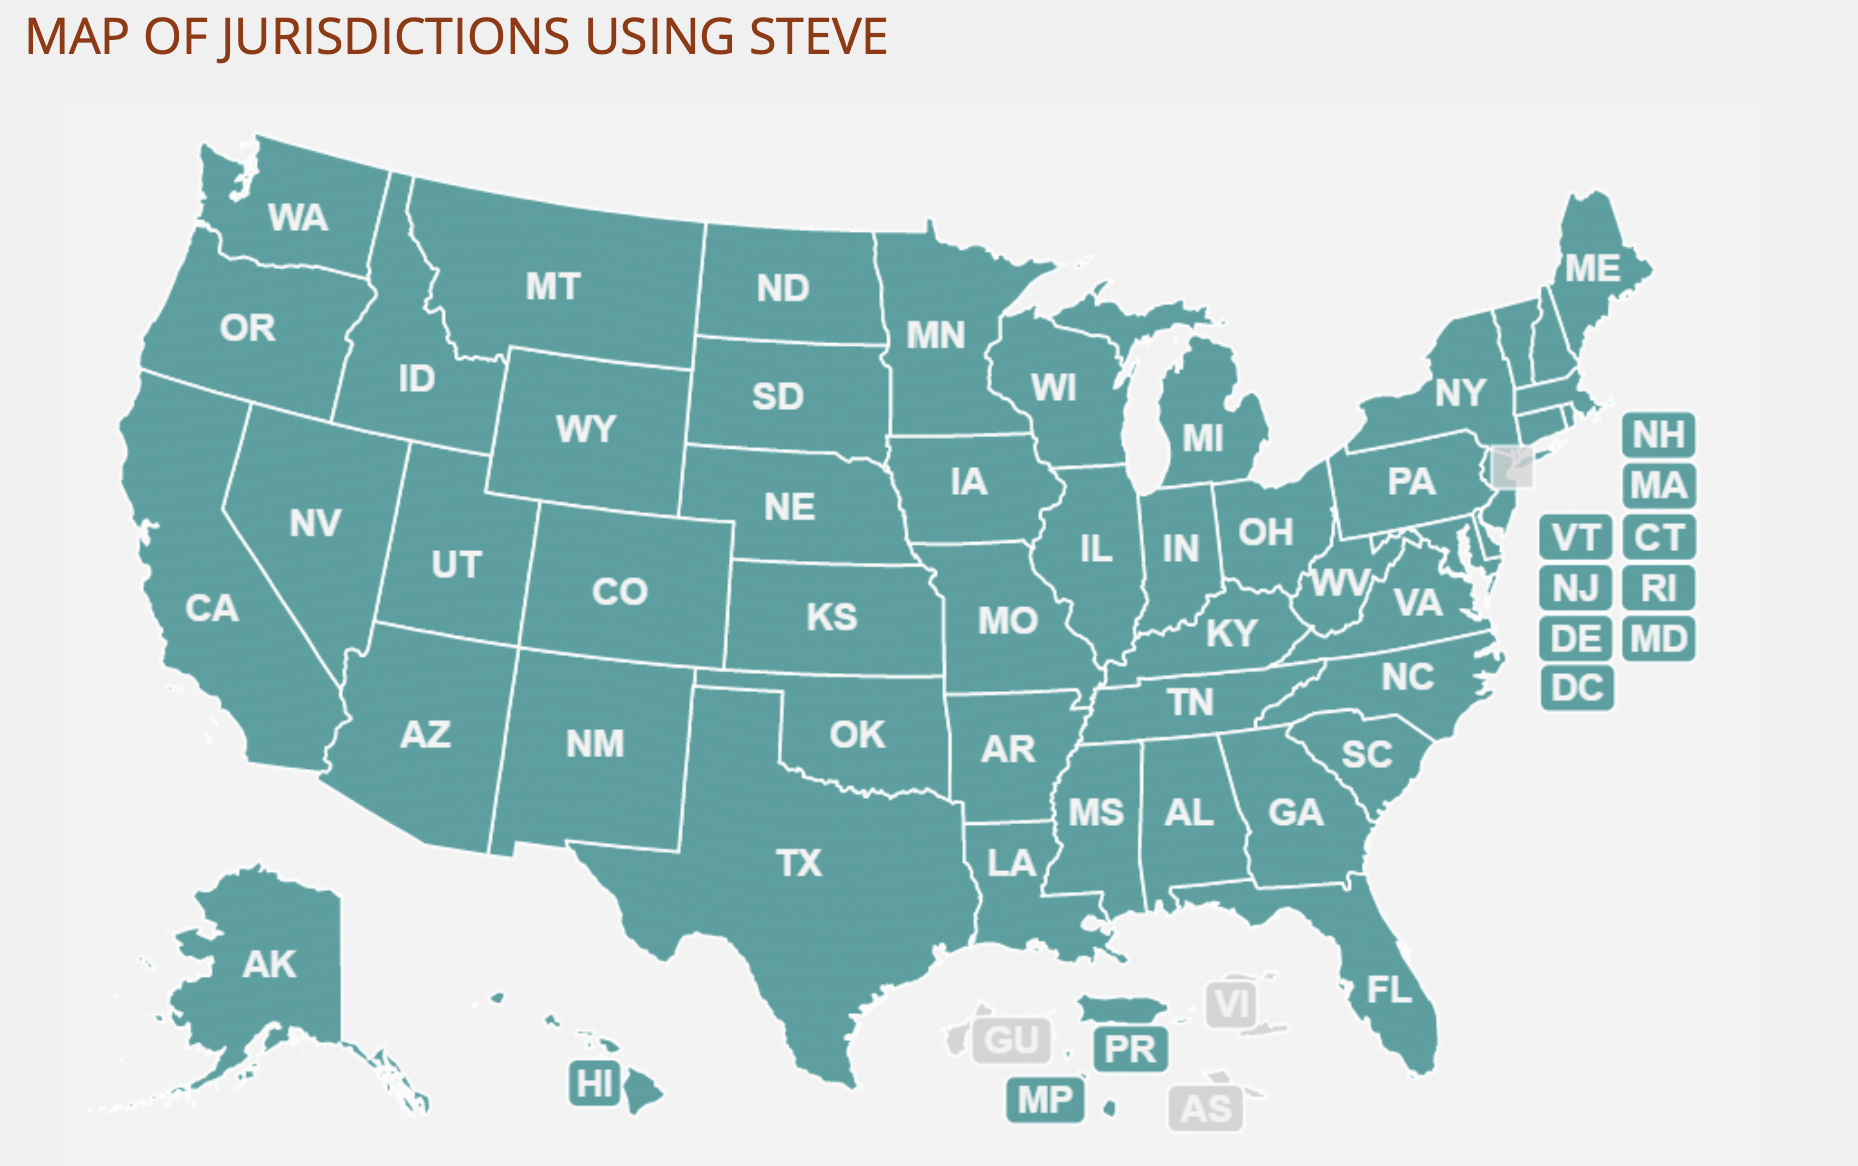 MAP OF JURISDICTIONS USING STEVE
WA
MT
ND
MN
ME
OR
ID
SD
WI
WY
NY
MI
NH
IA
PA
MA
NE
NV
UT
CO
IL
IN
OH
VT
CT
CA
KS
MO
WV
VA
NJ
RI
KY
DE
MD
NC
DC
TN
AZ
NM
OK
AR
SC
MS
AL
GA
TX
LA
AK
FL
VI
GU
PR
HI
MP
AS